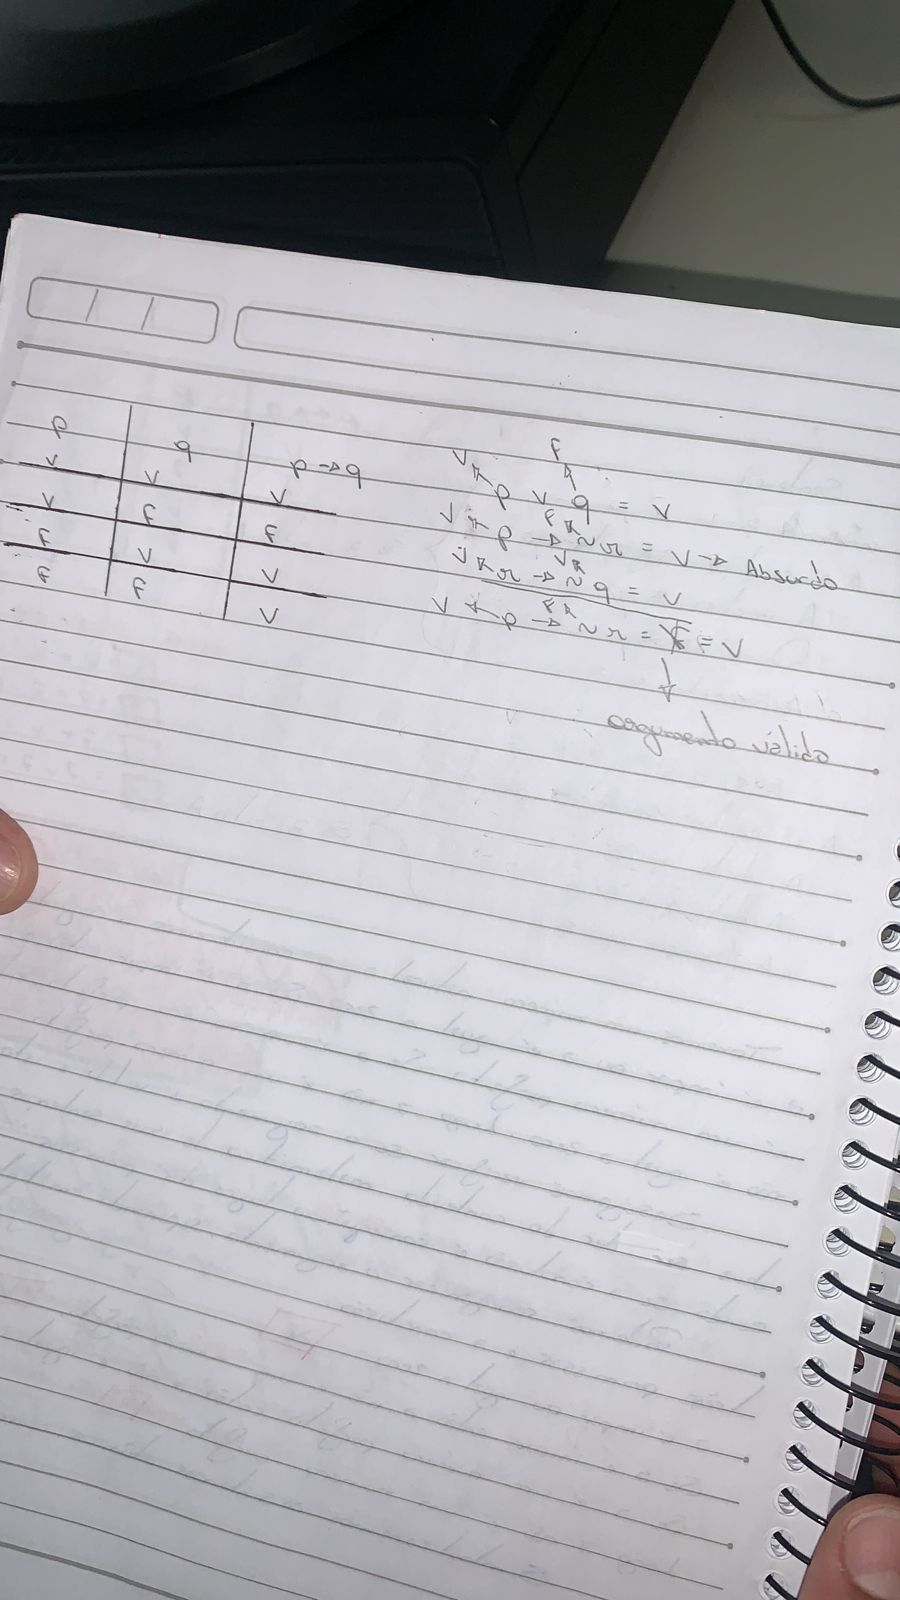 p q p → q
V V V
V F F
F V V
F F V
V F
p v q = V
V F
p → ~ r = V → Absurdo
V V
r → ~ q = V
V F
p → ~ r = F = V
↓
argumento válido